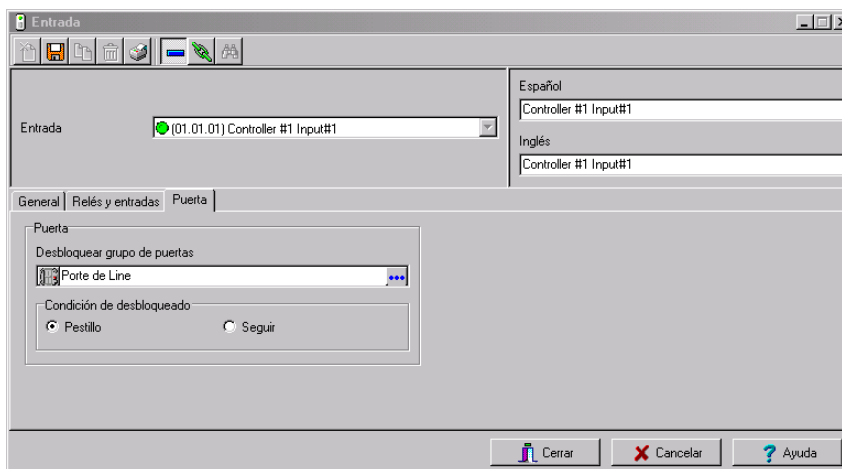 Entrada
Español
Controller #1 Input#1
Entrada
(01.01.01) Controller #1 Input#1
Inglés
Controller #1 Input#1
General
Relés y entradas
Puerta
Puerta
Desbloquear grupo de puertas
Porte de Line
Condición de desbloqueado
Pestillo
Seguir
Cerrar
Cancelar
Ayuda